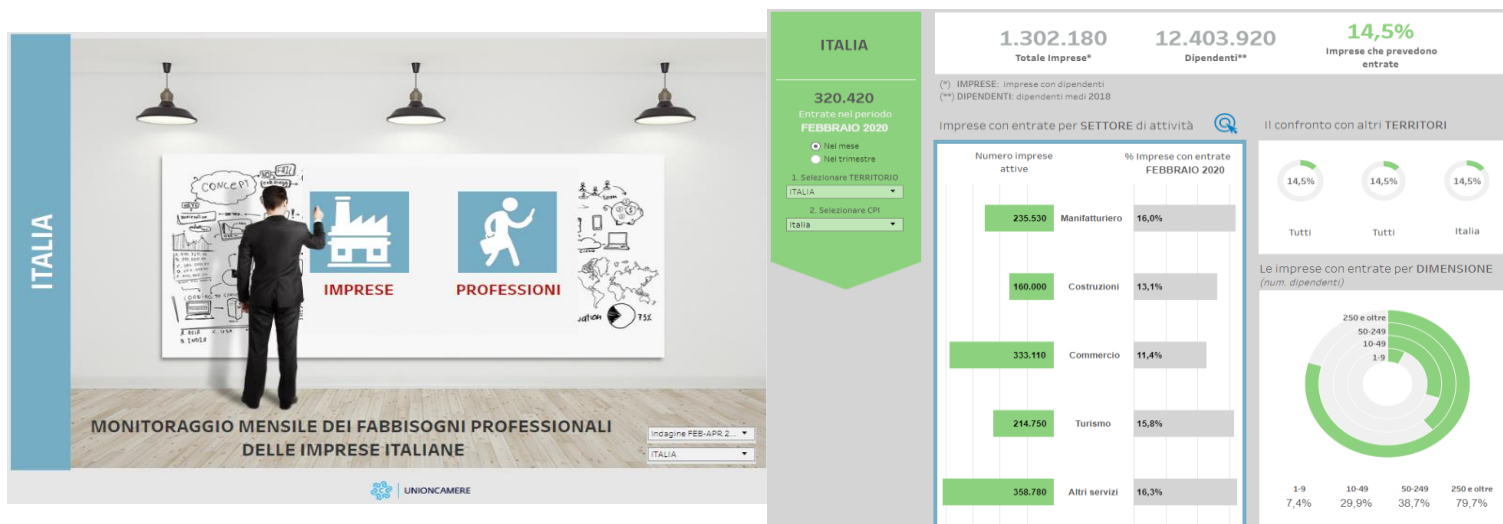 ITALIA
CONCEPT
IMPRESE
PROFESSIONI
75%
MONITORAGGIO MENSILE DEI FABBISOGNI PROFESSIONALI
DELLE IMPRESE ITALIANE
Indagine FEB-APR 2...
ITALIA
UNIONCAMERE
ITALIA
320.420
Entrate nel periodo
FEBBRAIO 2020
Nel mese
Nel trimestre
1. Selezionare TERRITORIO
ITALIA
2. Selezionare CPI
Italia
1.302.180
Totale Imprese*
12.403.920
Dipendenti**
14,5%
Imprese che prevedono
entrate
(*) IMPRESE: imprese con dipendenti
(**) DIPENDENTI: dipendenti medi 2018
Imprese con entrate per SETTORE di attività
Numero imprese
attive
% Imprese con entrate
FEBBRAIO 2020
235.530 Manifatturiero 16,0%
160.000 Costruzioni 13,1%
333.110 Commercio 11,4%
214.750 Turismo 15,8%
358.780 Altri servizi 16,3%
Il confronto con altri TERRITORI
14,5% 14,5% 14,5%
Tutti Tutti Italia
Le imprese con entrate per DIMENSIONE
(num. dipendenti)
250 e oltre
50-249
10-49
1-9
1-9 10-49 50-249 250 e oltre
7,4% 29,9% 38,7% 79,7%